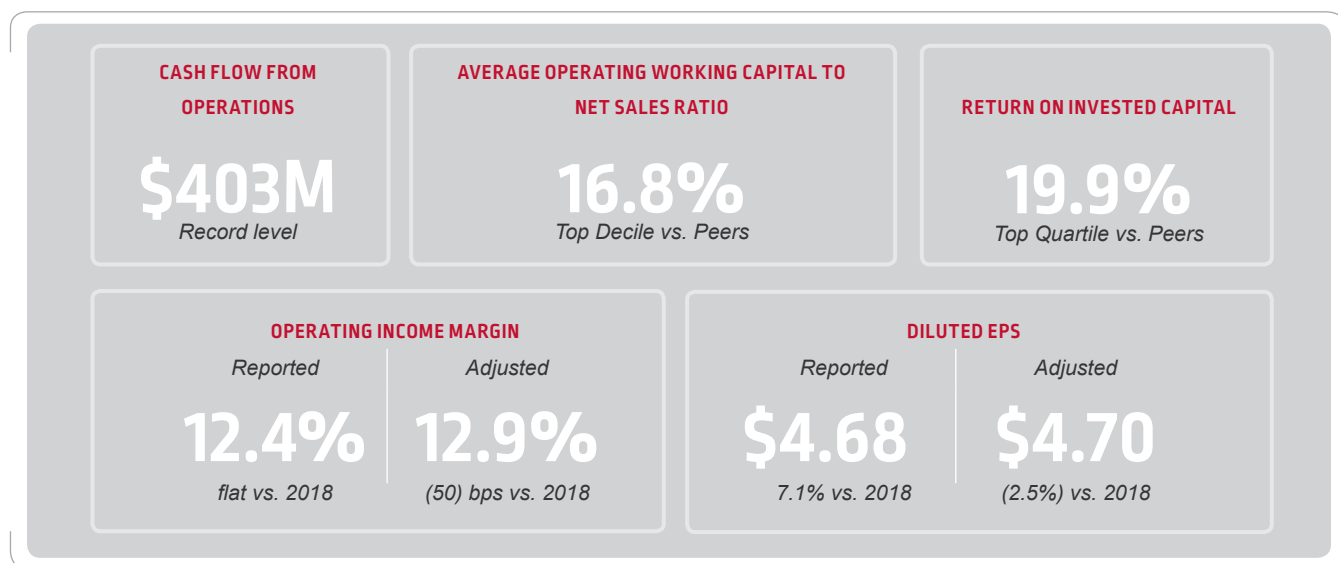 CASH FLOW FROM
OPERATIONS
$403M
Record level
AVERAGE OPERATING WORKING CAPITAL TO
NET SALES RATIO
16.8%
Top Decile vs. Peers
RETURN ON INVESTED CAPITAL
19.9%
Top Quartile vs. Peers
OPERATING INCOME MARGIN
Reported
12.4%
flat vs. 2018
Adjusted
12.9%
(50) bps vs. 2018
DILUTED EPS
Reported
$4.68
7.1% vs. 2018
Adjusted
$4.70
(2.5%) vs. 2018